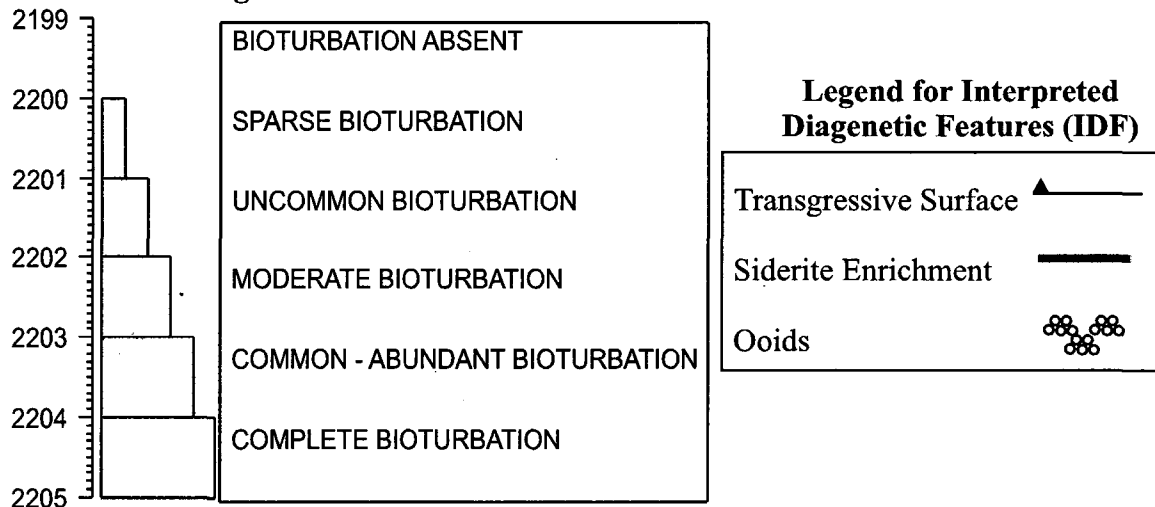 2199
2200
2201
2202
2203
2204
2205
BIOTURBATION ABSENT
SPARSE BIOTURBATION
UNCOMMON BIOTURBATION
MODERATE BIOTURBATION
COMMON - ABUNDANT BIOTURBATION
COMPLETE BIOTURBATION
Legend for Interpreted
Diagenetic Features (IDF)
Transgressive Surface
Siderite Enrichment
Ooids